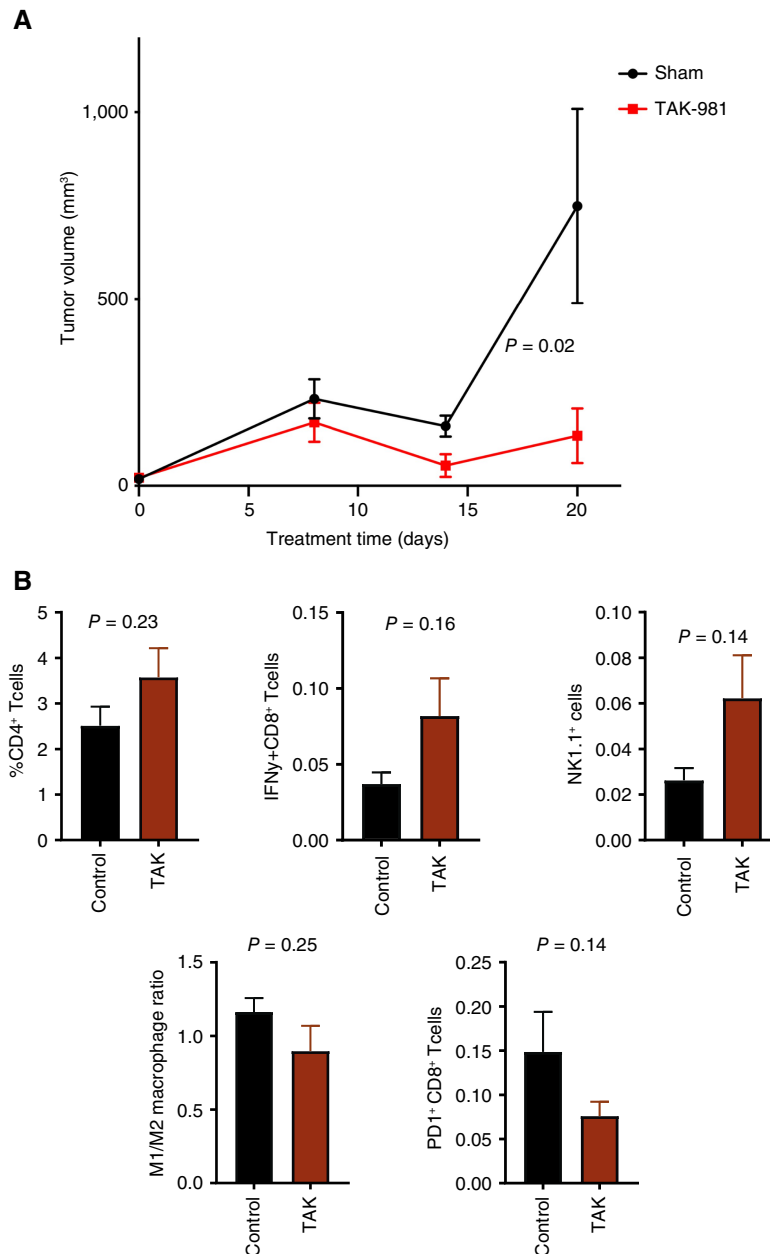 A
Sham
TAK-981
1,000
500
0
Tumor volume (mm³)
P = 0.02
0
5
10
15
20
Treatment time (days)
B
5
4
3
2
1
0
%CD4⁺ Tcells
P = 0.23
Control
TAK
0.15
0.10
0.05
0.00
IFNy+CD8⁺ Tcells
P = 0.16
Control
TAK
0.10
0.08
0.06
0.04
0.02
0.00
NK1.1⁺ cells
P = 0.14
Control
TAK
1.5
1.0
0.5
0.0
M1/M2 macrophage ratio
P = 0.25
Control
TAK
0.25
0.20
0.15
0.10
0.05
0.00
PD1⁺ CD8⁺ Tcells
P = 0.14
Control
TAK